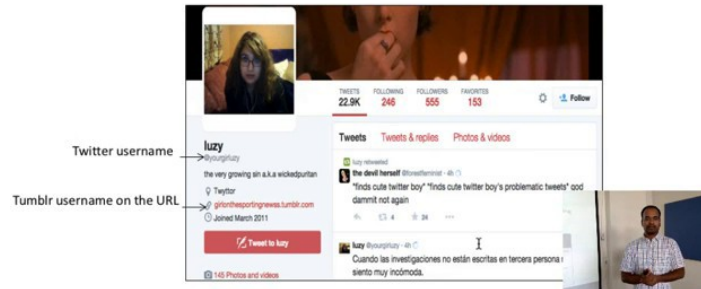 TWEETS FOLLOWING FOLLOWERS FAVORITES
22.9K 246 555 153
Follow
luzy
@yourgirluzy
the very growing sin a.k.a wickedpuritan
Twyttor
girlonthesportingnewss.tumblr.com
Joined March 2011
Tweet to luzy
145 Photos and videos
Twitter username
Tumblr username on the URL
Tweets Tweets & replies Photos & videos
luzy retweeted
the devil herself @forestfeminist · 4h
"finds cute twitter boy" "finds cute twitter boy's problematic tweets" god
dammit not again
4 24
luzy @yourgirluzy · 4h
Cuando las investigaciones no están escritas en tercera persona
siento muy incómoda.